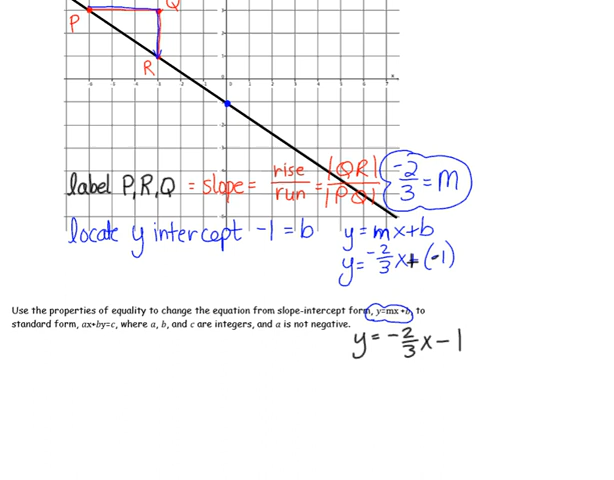 Q
P
R
x
label P,R,Q = slope = rise/run = |QR|/|PQ| -2/3 = m
locate y intercept -1 = b y=mx+b
y= -2/3 x + (-1)
Use the properties of equality to change the equation from slope-intercept form, y=mx+b, to
standard form, ax+by=c, where a, b, and c are integers, and a is not negative.
y= -2/3 x - 1